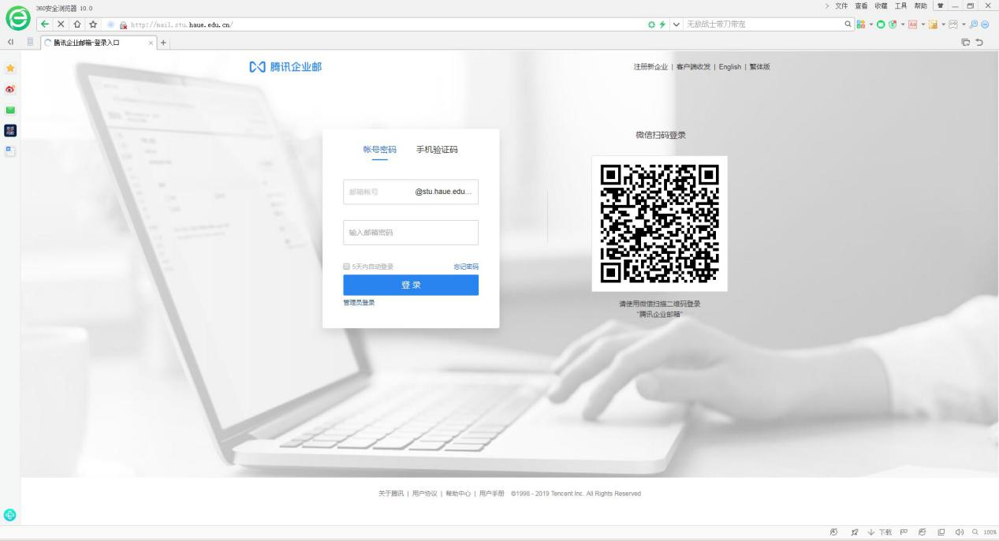 360安全浏览器 10.0
文件 查看 收藏 工具 帮助
http://mail.stu.haue.edu.cn/
无敌战士带刀带宠
腾讯企业邮箱-登录入口
腾讯企业邮
注册新企业 | 客户端收发 | English | 繁体版
帐号密码 手机验证码
邮箱帐号 @stu.haue.edu...
输入邮箱密码
5天内自动登录 忘记密码
登 录
管理员登录
微信扫码登录
请使用微信扫描二维码登录
"腾讯企业邮箱"
关于腾讯 | 用户协议 | 帮助中心 | 用户手册 ©1998 - 2019 Tencent Inc. All Rights Reserved
下载 100%